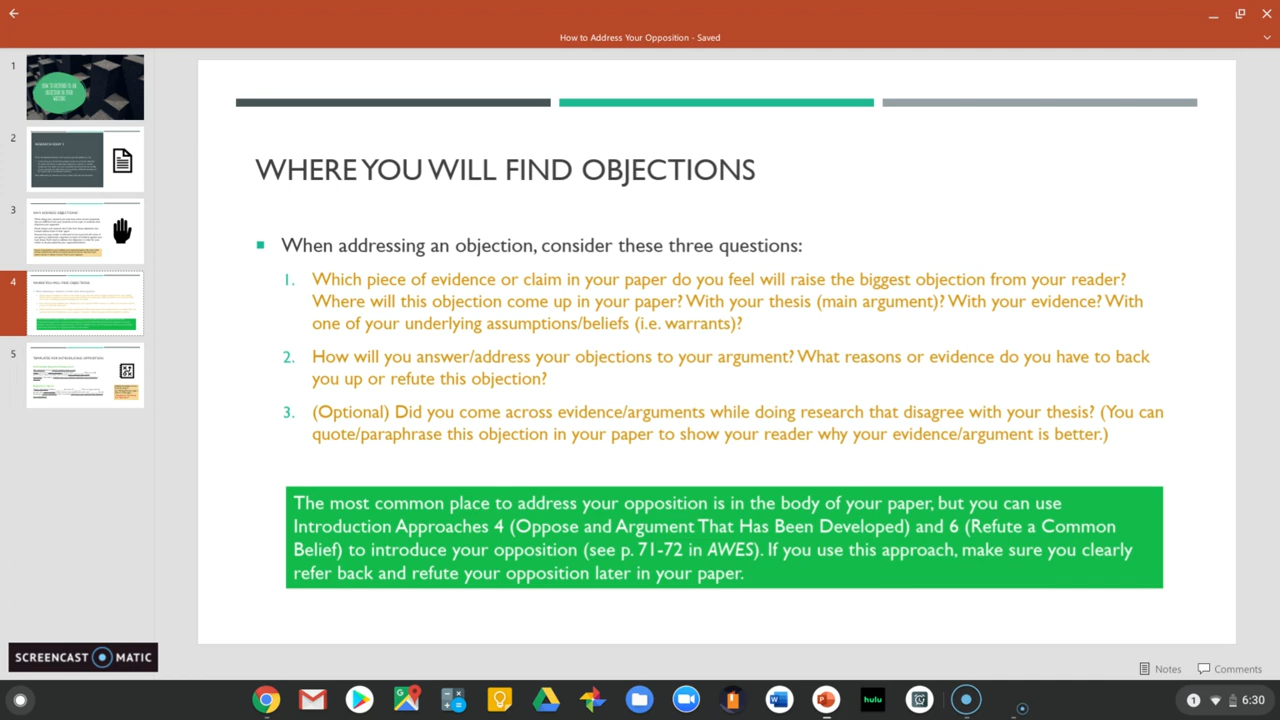 How to Address Your Opposition - Saved
1
2
3
4
5
WHERE YOU WILL FIND OBJECTIONS
When addressing an objection, consider these three questions:
1. Which piece of evidence or claim in your paper do you feel will raise the biggest objection from your reader?
Where will this objection come up in your paper? With your thesis (main argument)? With your evidence? With
one of your underlying assumptions/beliefs (i.e. warrants)?
2. How will you answer/address your objections to your argument? What reasons or evidence do you have to back
you up or refute this objection?
3. (Optional) Did you come across evidence/arguments while doing research that disagree with your thesis? (You can
quote/paraphrase this objection in your paper to show your reader why your evidence/argument is better.)
The most common place to address your opposition is in the body of your paper, but you can use
Introduction Approaches 4 (Oppose and Argument That Has Been Developed) and 6 (Refute a Common
Belief) to introduce your opposition (see p. 71-72 in AWES). If you use this approach, make sure you clearly
refer back and refute your opposition later in your paper.
SCREENCAST MATIC
Notes Comments
hulu
1 6:30